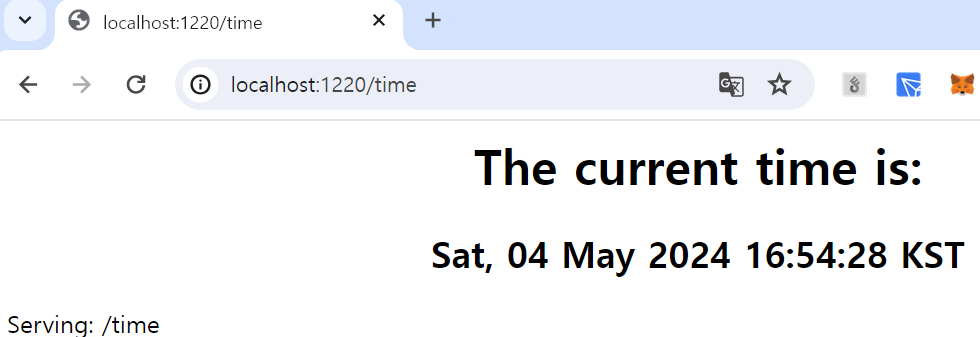 localhost:1220/time
localhost:1220/time
The current time is:
Sat, 04 May 2024 16:54:28 KST
Serving: /time